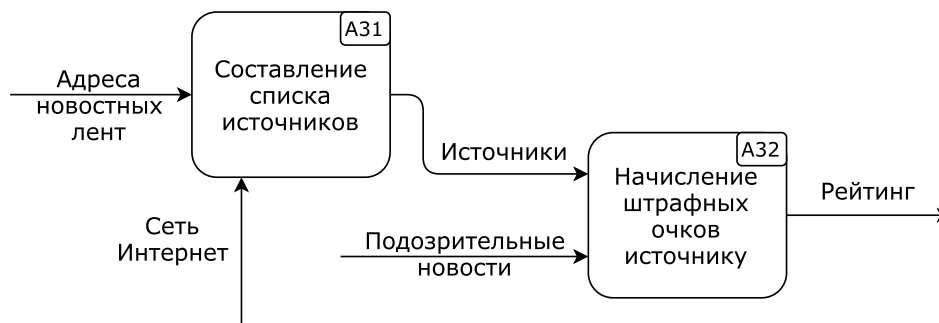 A31
Составление
списка
источников
Адреса
новостных
лент
Источники
Сеть
Интернет
A32
Начисление
штрафных
очков
источнику
Рейтинг
Подозрительные
новости